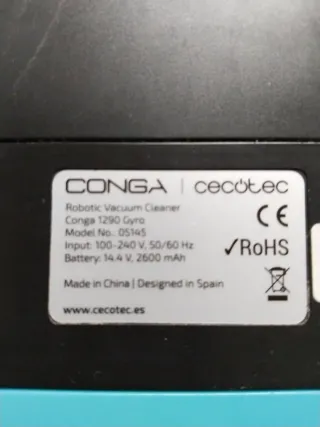 CONGA | cecotec
Robotic Vacuum Cleaner
Conga 1290 Gyro
Model No.: 05145
Input: 100-240 V, 50/60 Hz
Battery: 14.4 V, 2600 mAh
CE
✓RoHS
Made in China | Designed in Spain
www.cecotec.es